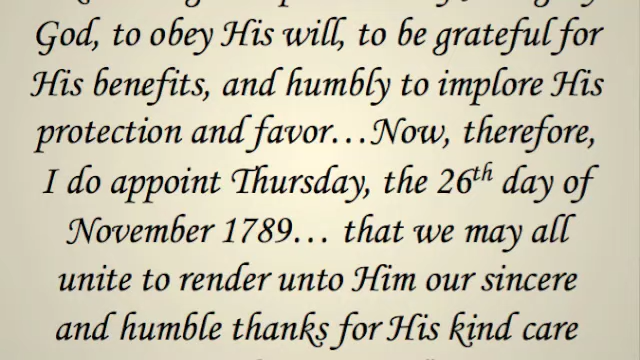 God, to obey His will, to be grateful for
His benefits, and humbly to implore His
protection and favor…Now, therefore,
I do appoint Thursday, the 26th day of
November 1789… that we may all
unite to render unto Him our sincere
and humble thanks for His kind care